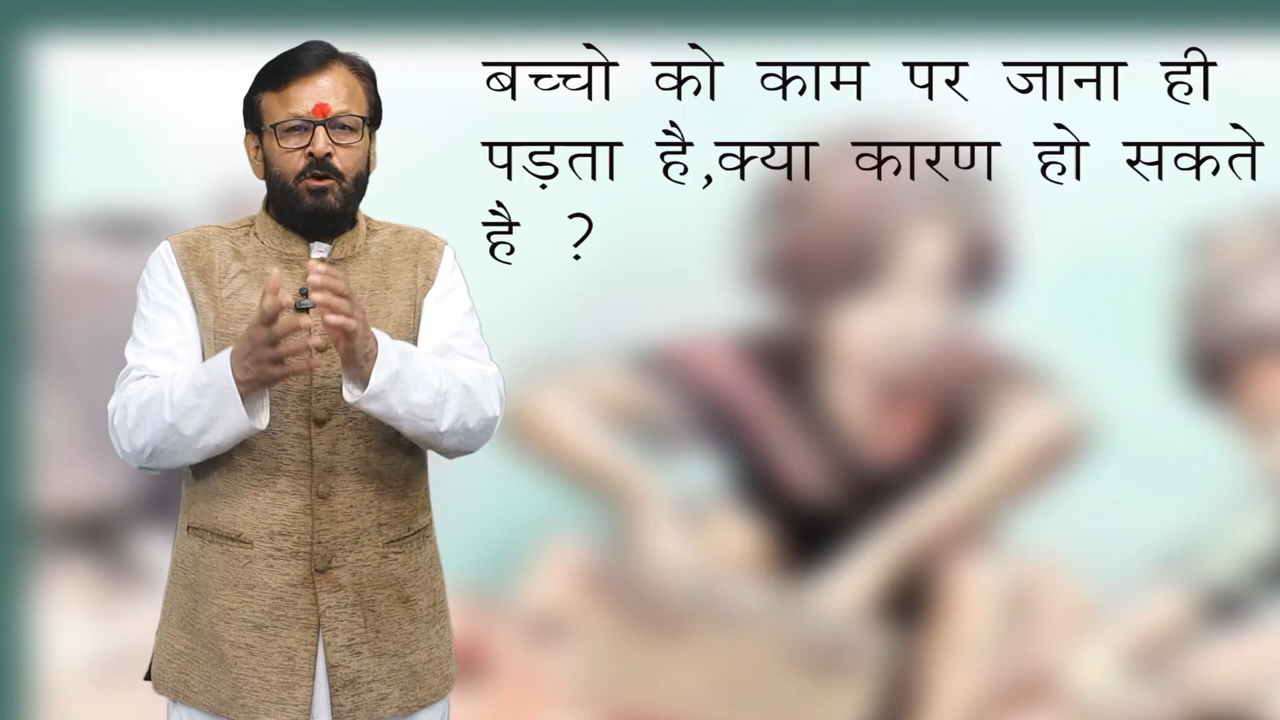 बच्चो को काम पर जाना ही
पड़ता है,क्या कारण हो सकते
है ?